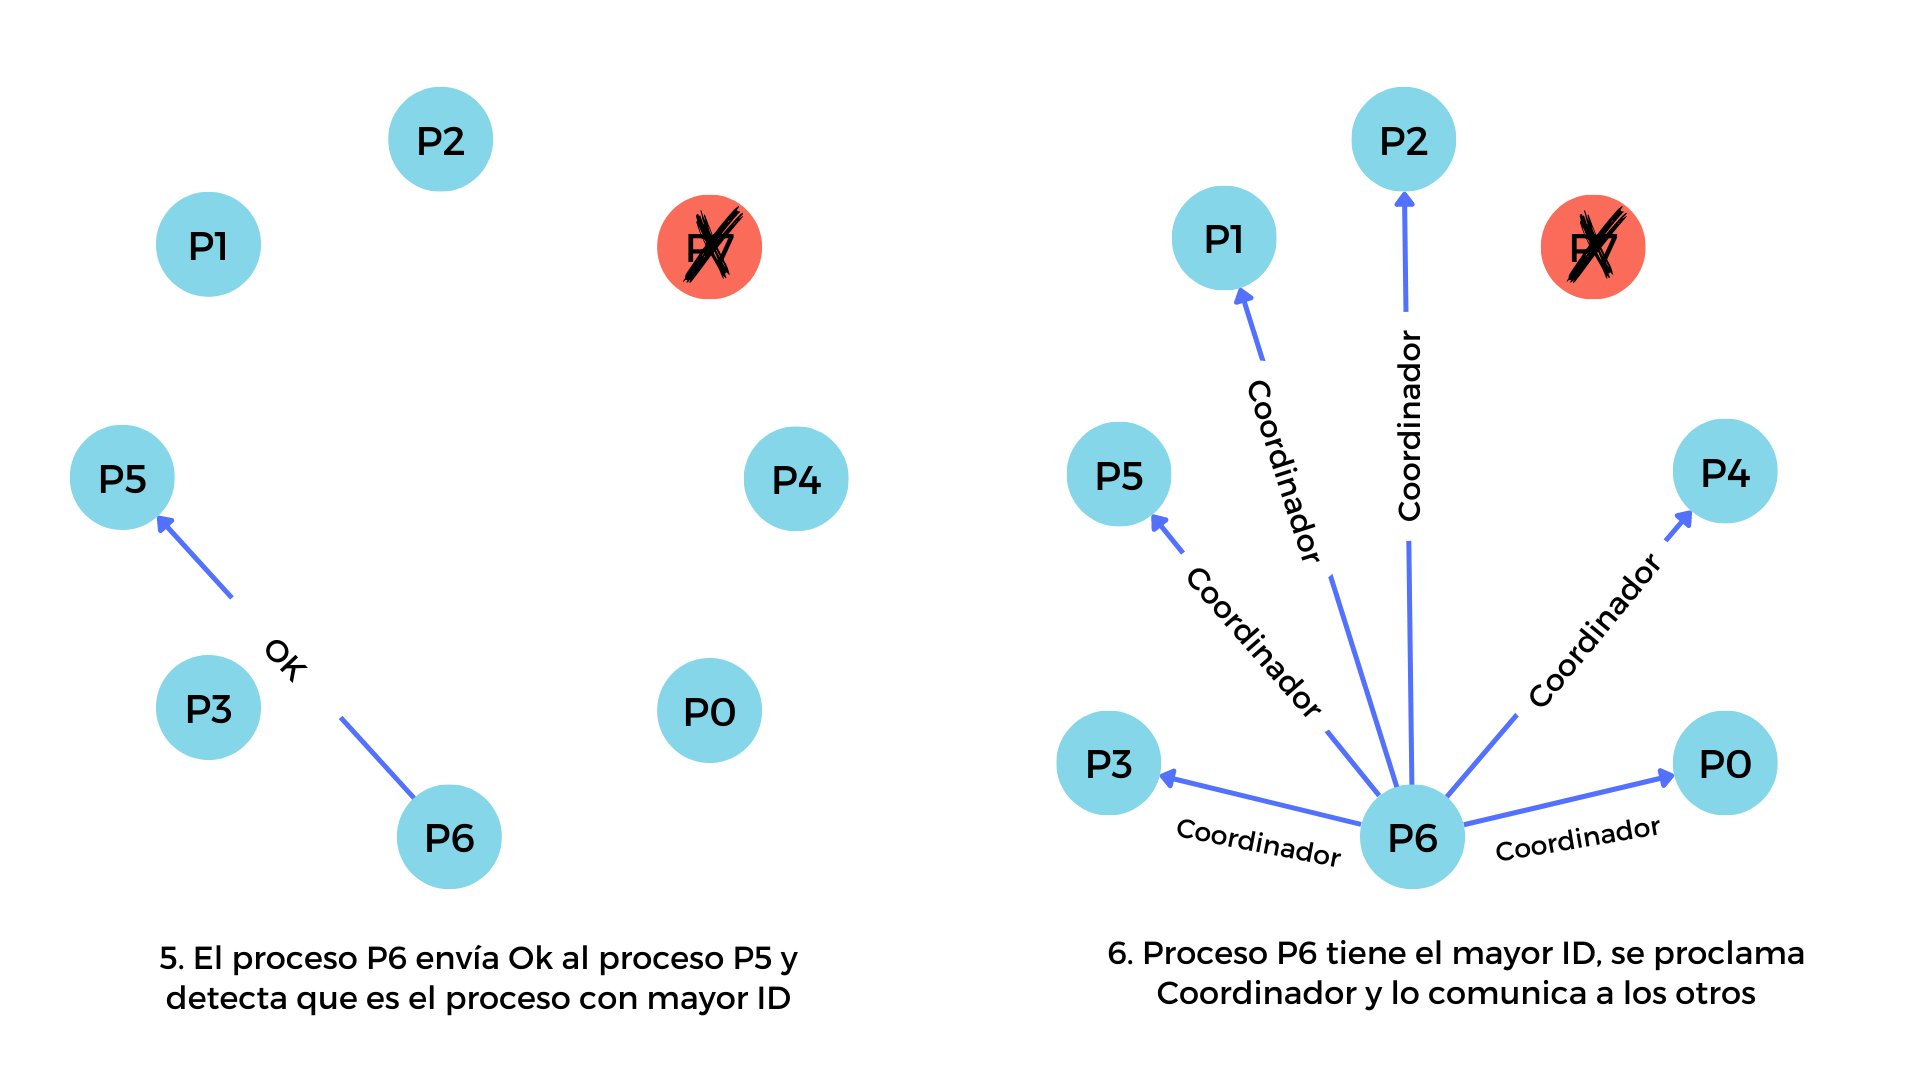 P2
P1
P7
P5
P4
OK
P3
P0
P6
5. El proceso P6 envía Ok al proceso P5 y
detecta que es el proceso con mayor ID
P2
P1
P7
Coordinador
Coordinador
P5
P4
Coordinador
Coordinador
P3
P0
Coordinador
P6
Coordinador
6. Proceso P6 tiene el mayor ID, se proclama
Coordinador y lo comunica a los otros